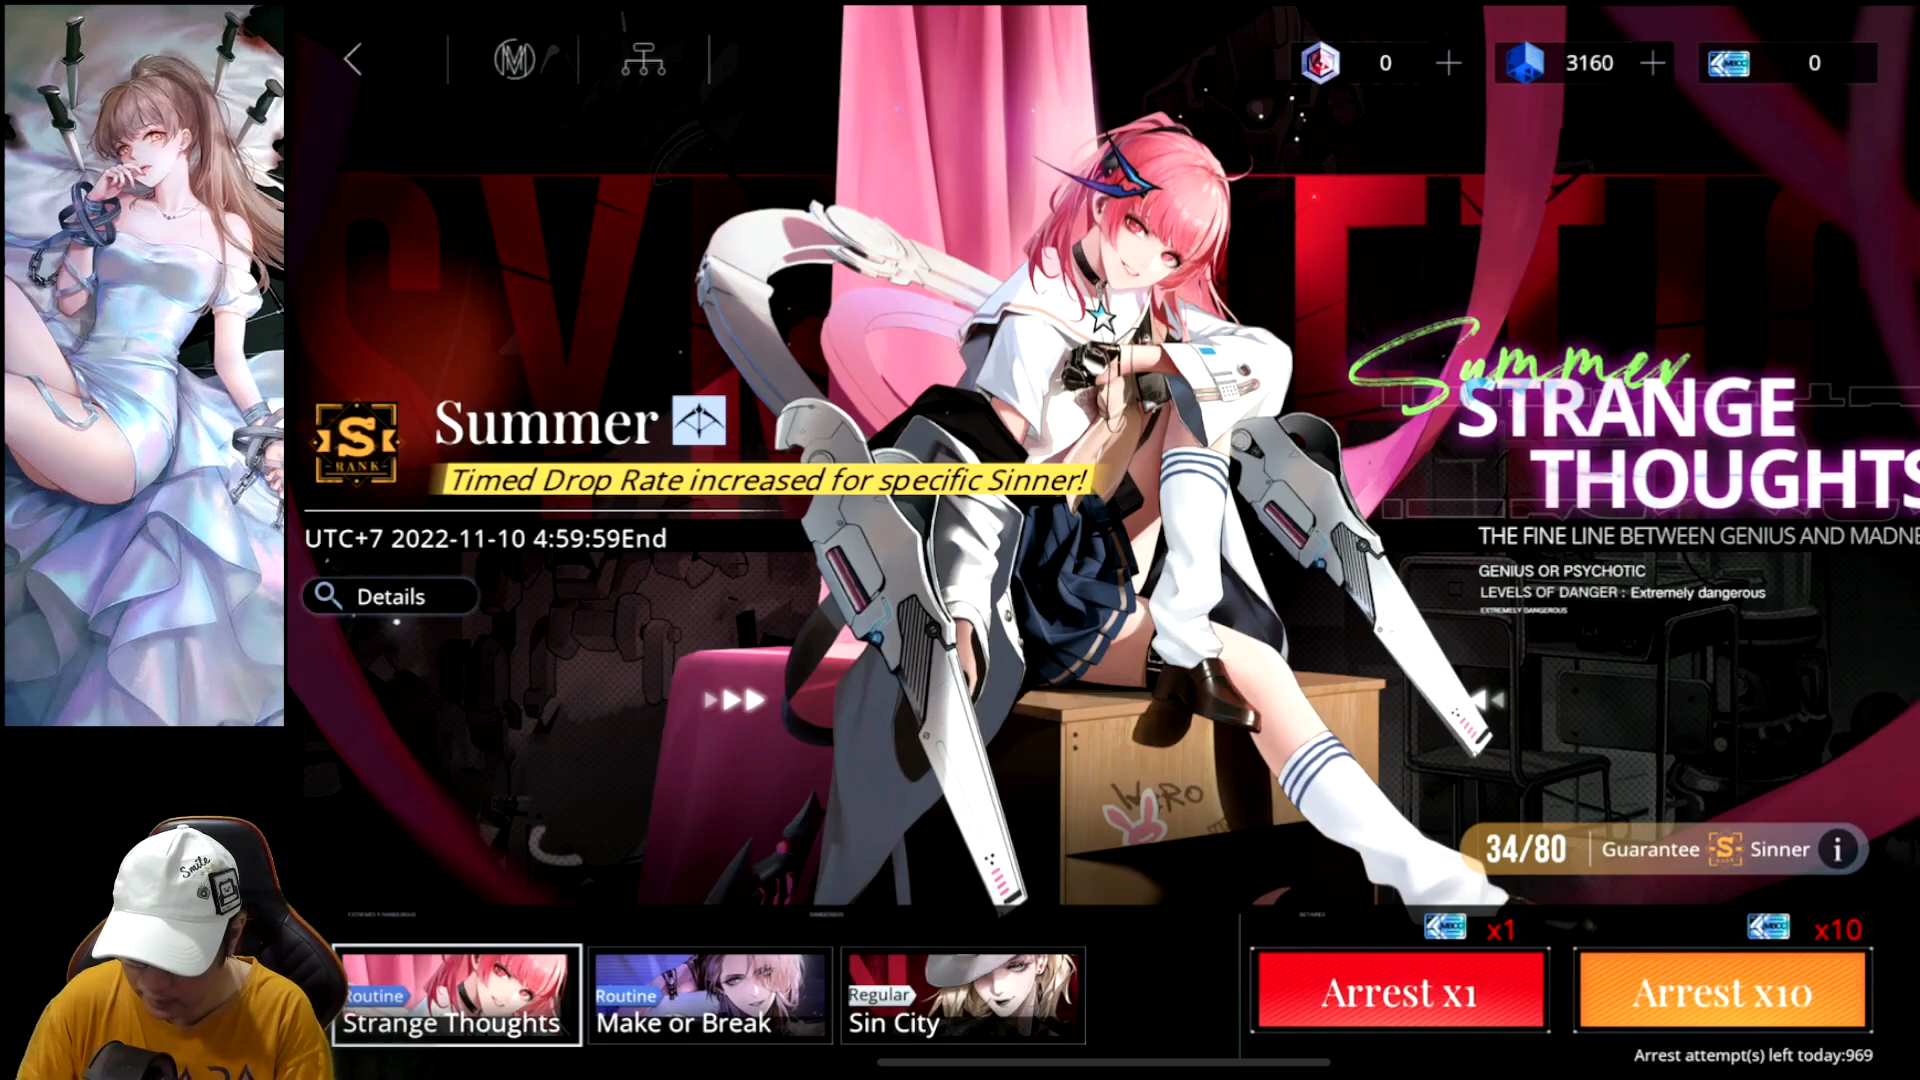 0
3160
0
Summer
S
RANK
Timed Drop Rate increased for specific Sinner!
UTC+7 2022-11-10 4:59:59End
Details
Summer
STRANGE
THOUGHTS
THE FINE LINE BETWEEN GENIUS AND MADNE
GENIUS OR PSYCHOTIC
LEVELS OF DANGER : Extremely dangerous
EXTREMELY DANGEROUS
34/80
Guarantee S Sinner i
Smile
Routine
Strange Thoughts
Routine
Make or Break
Regular
Sin City
x1
Arrest x1
x10
Arrest x10
Arrest attempt(s) left today:969